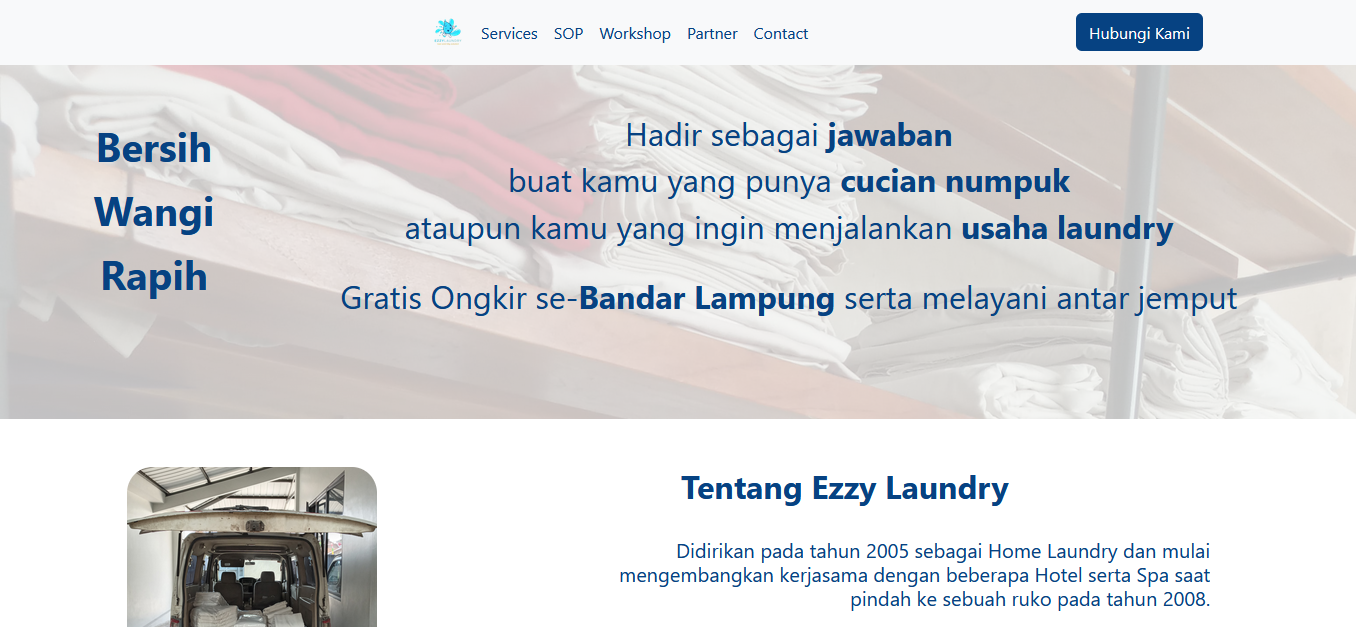 Services SOP Workshop Partner Contact Hubungi Kami
Bersih
Wangi
Rapih
Hadir sebagai jawaban
buat kamu yang punya cucian numpuk
ataupun kamu yang ingin menjalankan usaha laundry
Gratis Ongkir se-Bandar Lampung serta melayani antar jemput
Tentang Ezzy Laundry
Didirikan pada tahun 2005 sebagai Home Laundry dan mulai
mengembangkan kerjasama dengan beberapa Hotel serta Spa saat
pindah ke sebuah ruko pada tahun 2008.